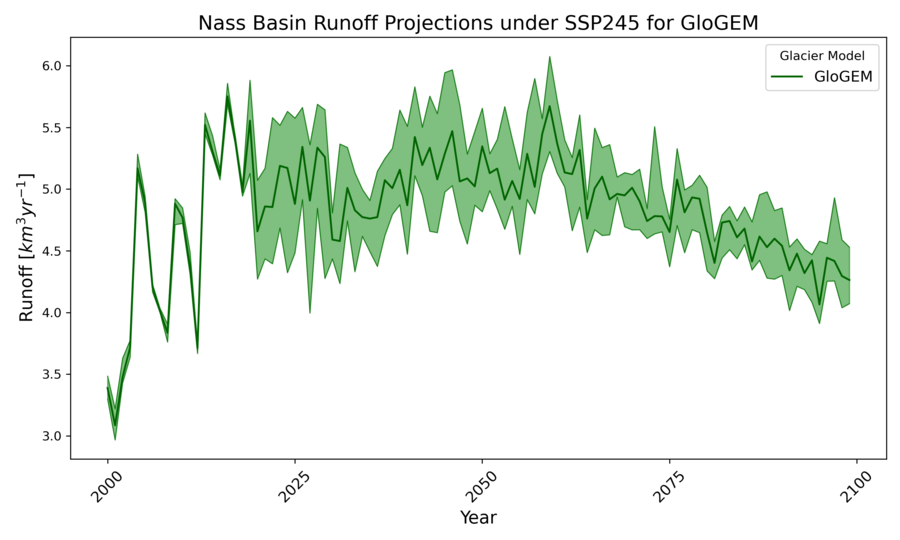 Nass Basin Runoff Projections under SSP245 for GloGEM
Glacier Model
GloGEM
6.0
5.5
5.0
4.5
4.0
3.5
3.0
Runoff [km³yr⁻¹]
2000
2025
2050
2075
2100
Year